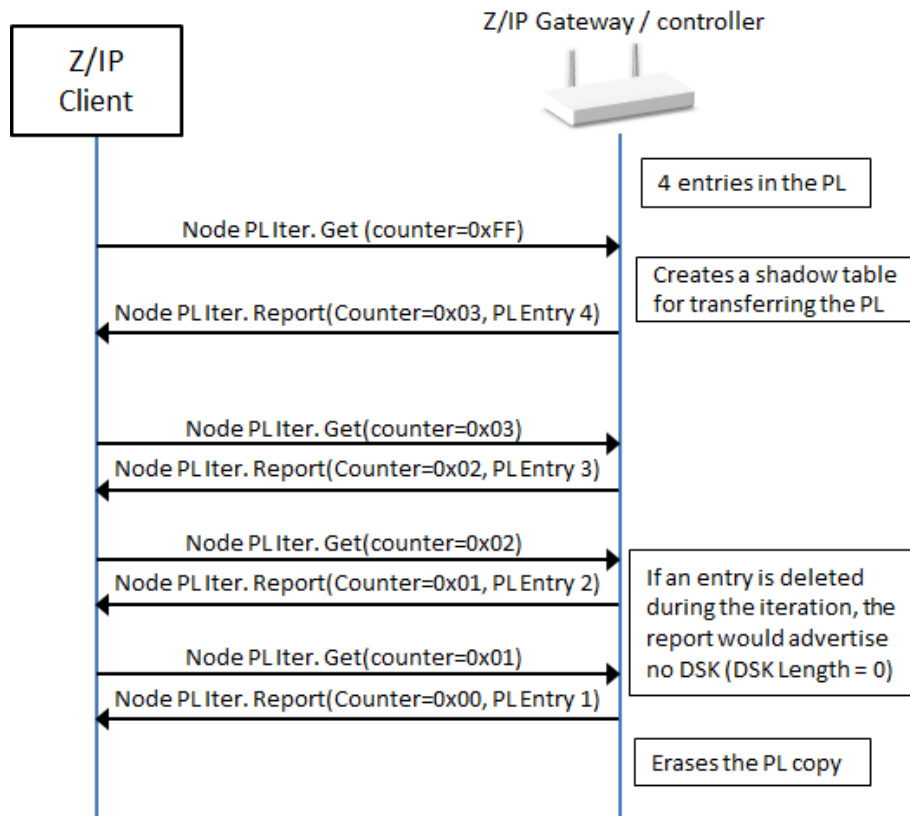 Z/IP Gateway / controller
Z/IP
Client
4 entries in the PL
Node PL Iter. Get (counter=0xFF)
Creates a shadow table
for transferring the PL
Node PL Iter. Report(Counter=0x03, PL Entry 4)
Node PL Iter. Get(counter=0x03)
Node PL Iter. Report(Counter=0x02, PL Entry 3)
Node PL Iter. Get(counter=0x02)
Node PL Iter. Report(Counter=0x01, PL Entry 2)
If an entry is deleted
during the iteration, the
report would advertise
no DSK (DSK Length = 0)
Node PL Iter. Get(counter=0x01)
Node PL Iter. Report(Counter=0x00, PL Entry 1)
Erases the PL copy